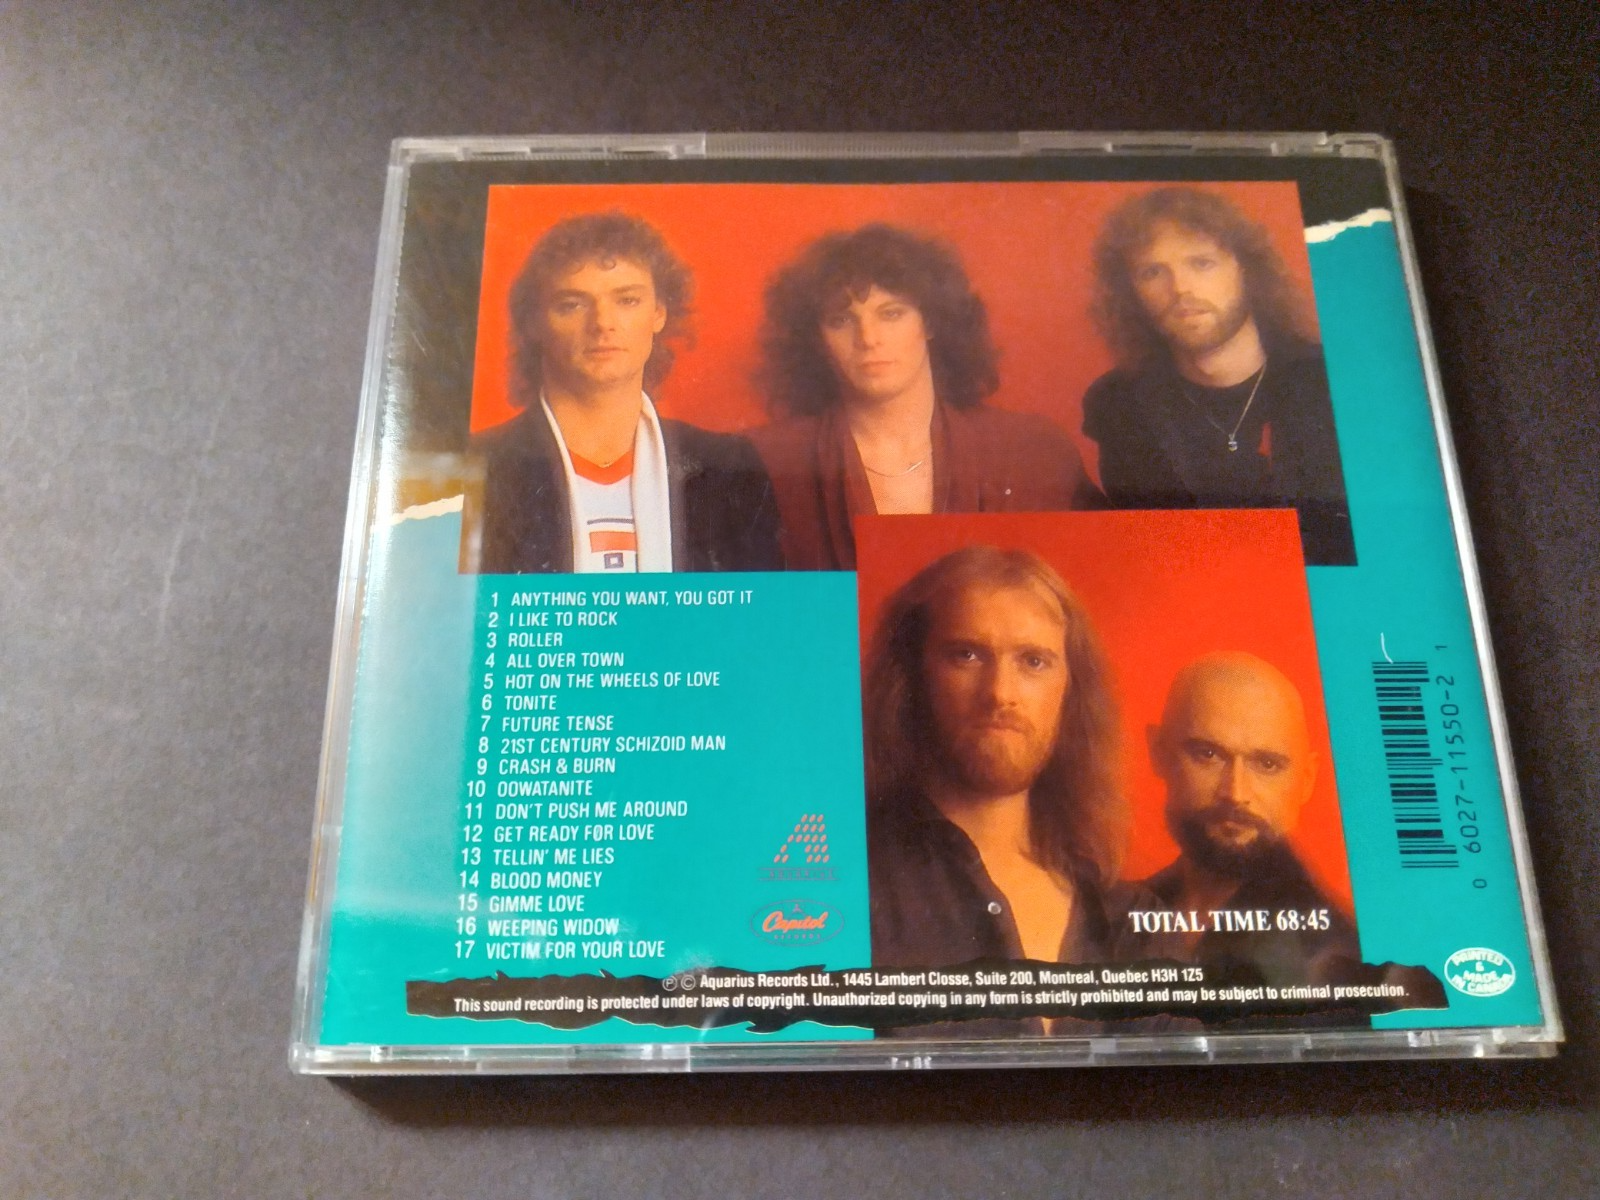 1 ANYTHING YOU WANT, YOU GOT IT
2 I LIKE TO ROCK
3 ROLLER
4 ALL OVER TOWN
5 HOT ON THE WHEELS OF LOVE
6 TONITE
7 FUTURE TENSE
8 21ST CENTURY SCHIZOID MAN
9 CRASH & BURN
10 OOWATANITE
11 DON'T PUSH ME AROUND
12 GET READY FOR LOVE
13 TELLIN' ME LIES
14 BLOOD MONEY
15 GIMME LOVE
16 WEEPING WIDOW
17 VICTIM FOR YOUR LOVE
A
Capitol
RECORDS
TOTAL TIME 68:45
0 6027-11550-2 1
PRINTED
&
MADE
IN CANADA
℗ © Aquarius Records Ltd., 1445 Lambert Closse, Suite 200, Montreal, Quebec H3H 1Z5
This sound recording is protected under laws of copyright. Unauthorized copying in any form is strictly prohibited and may be subject to criminal prosecution.